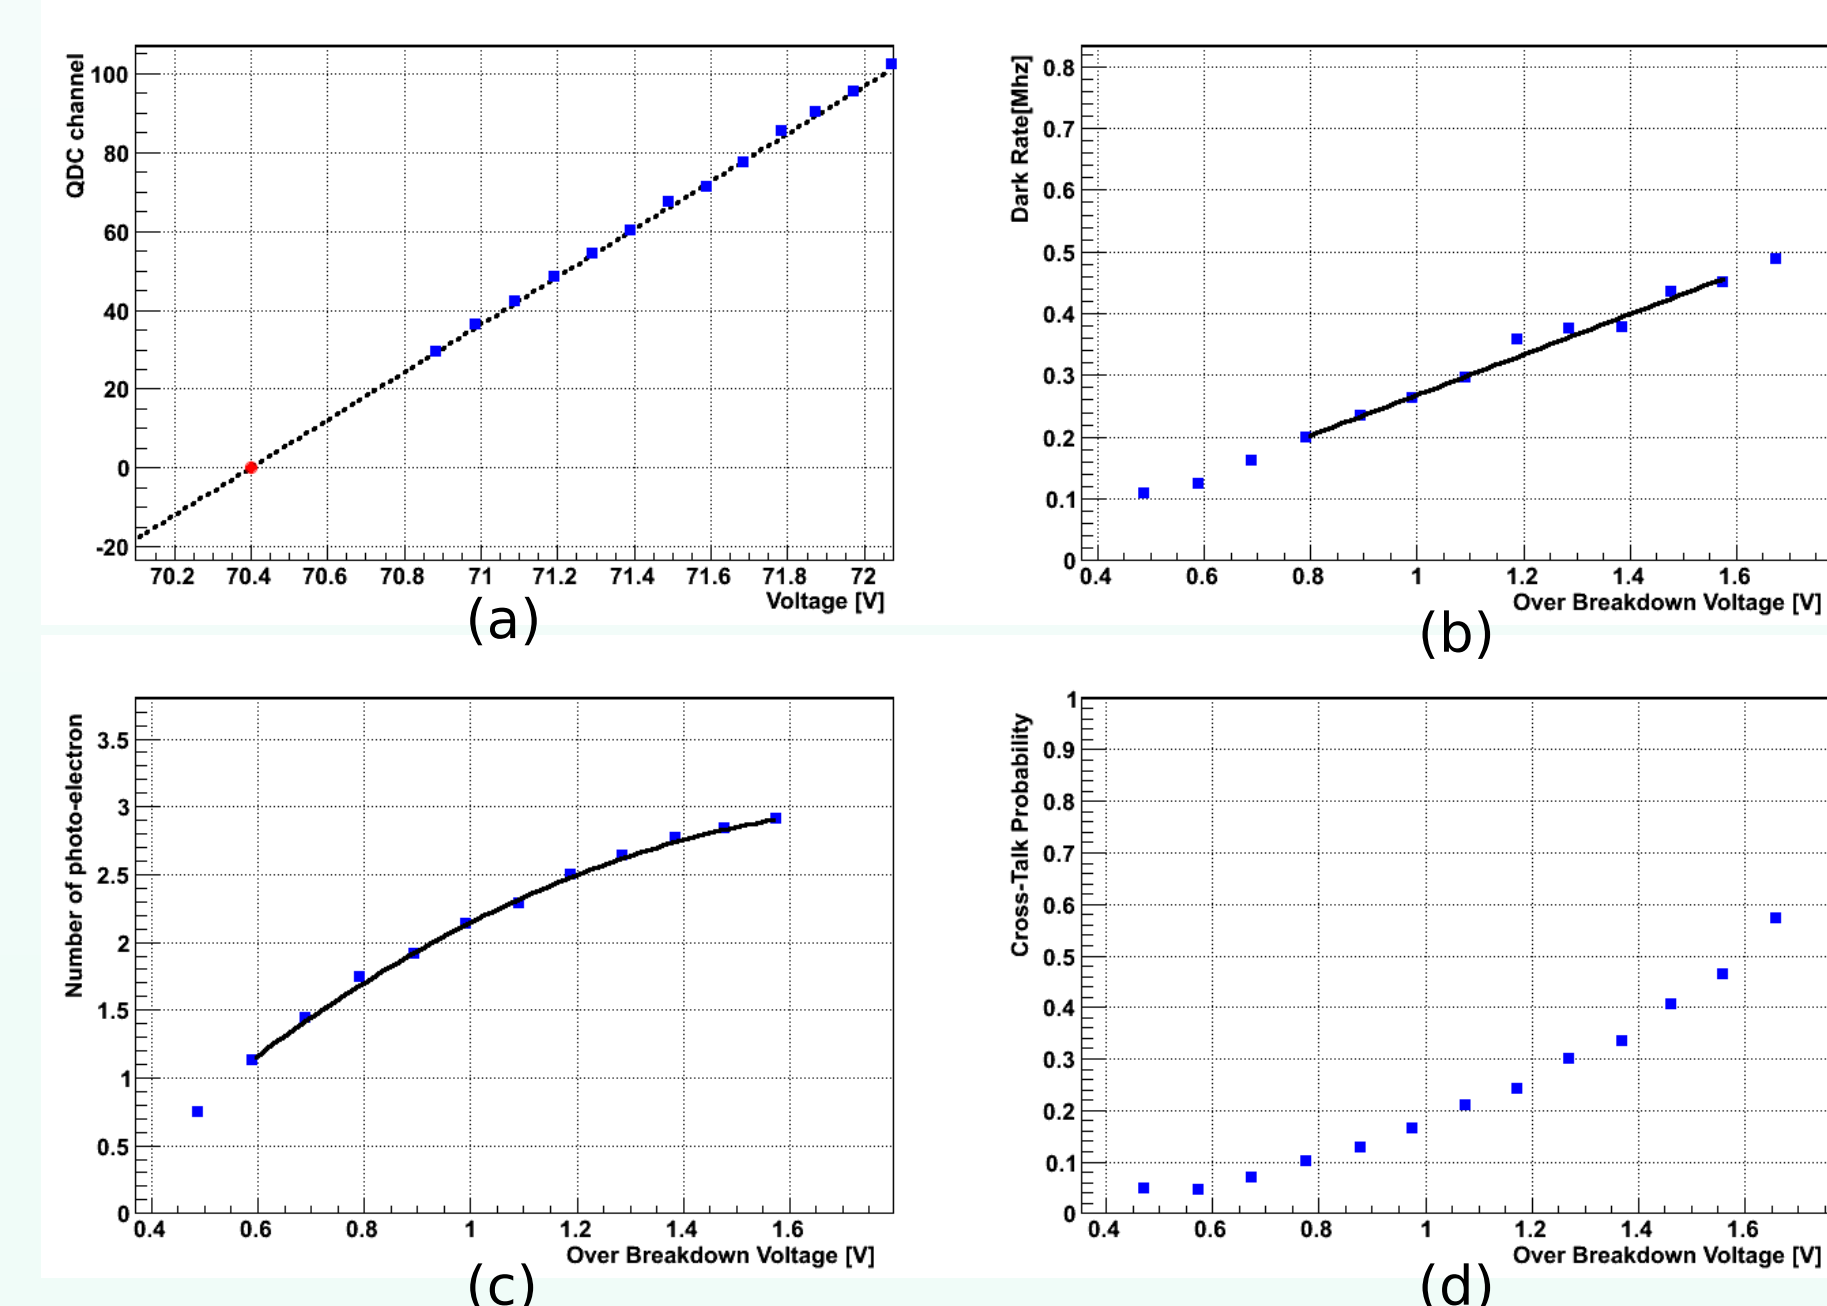 QDC channel
100
80
60
40
20
0
-20
70.2 70.4 70.6 70.8 71 71.2 71.4 71.6 71.8 72
Voltage [V]
(a)
Dark Rate[Mhz]
0.8
0.7
0.6
0.5
0.4
0.3
0.2
0.1
0
0.4 0.6 0.8 1 1.2 1.4 1.6
Over Breakdown Voltage [V]
(b)
Number of photo-electron
3.5
3
2.5
2
1.5
1
0.5
0
0.4 0.6 0.8 1 1.2 1.4 1.6
Over Breakdown Voltage [V]
(c)
Cross-Talk Probability
1
0.9
0.8
0.7
0.6
0.5
0.4
0.3
0.2
0.1
0
0.4 0.6 0.8 1 1.2 1.4 1.6
Over Breakdown Voltage [V]
(d)